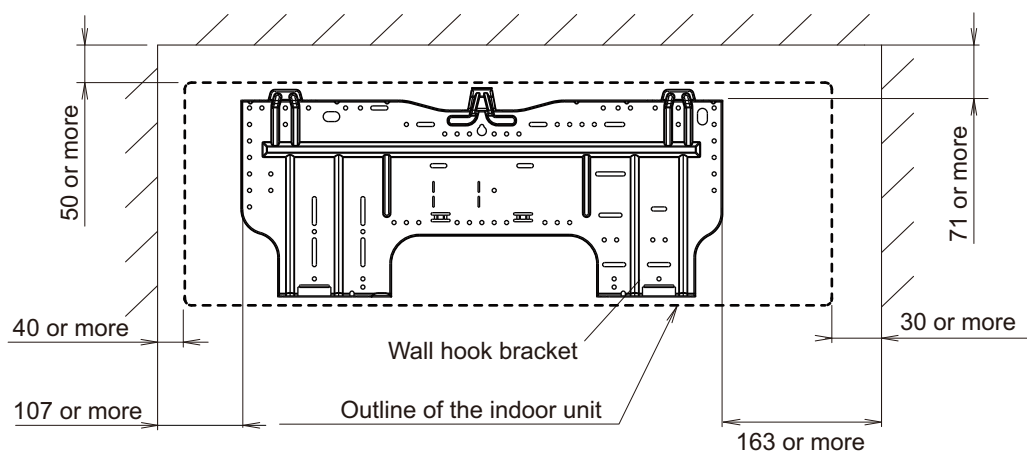 50 or more
71 or more
40 or more
30 or more
Wall hook bracket
107 or more
Outline of the indoor unit
163 or more